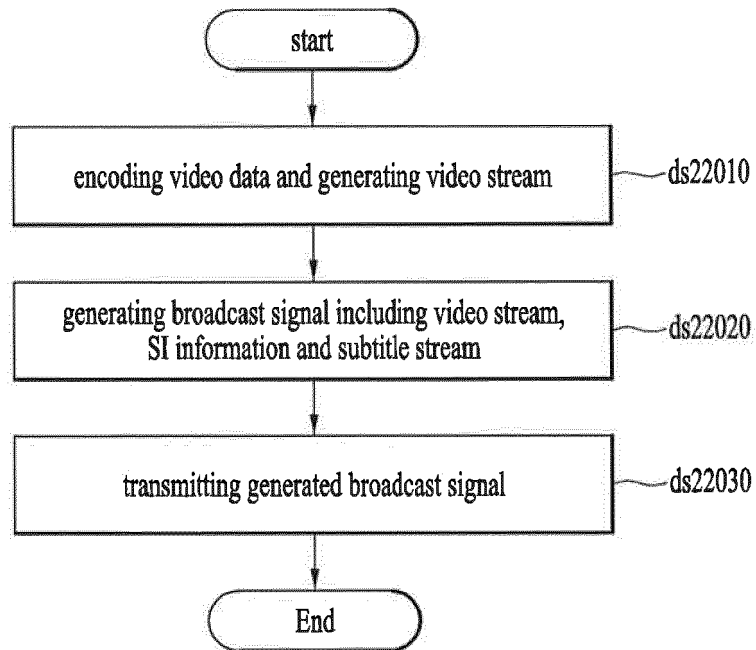 start
encoding video data and generating video stream
ds22010
generating broadcast signal including video stream,
SI information and subtitle stream
ds22020
transmitting generated broadcast signal
ds22030
End